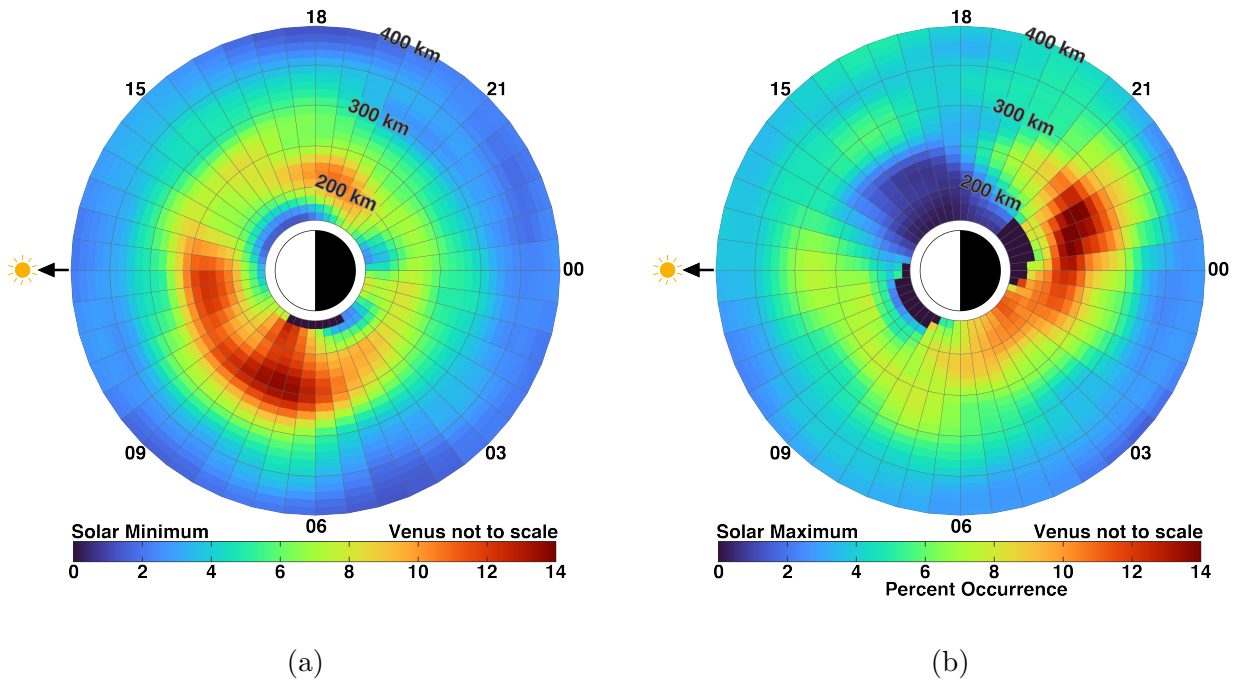 18
400 km
15
21
300 km
200 km
00
09
03
06
Solar Minimum Venus not to scale
0 2 4 6 8 10 12 14
(a)
18
400 km
15
21
300 km
200 km
00
09
03
06
Solar Maximum Venus not to scale
0 2 4 6 8 10 12 14
Percent Occurrence
(b)